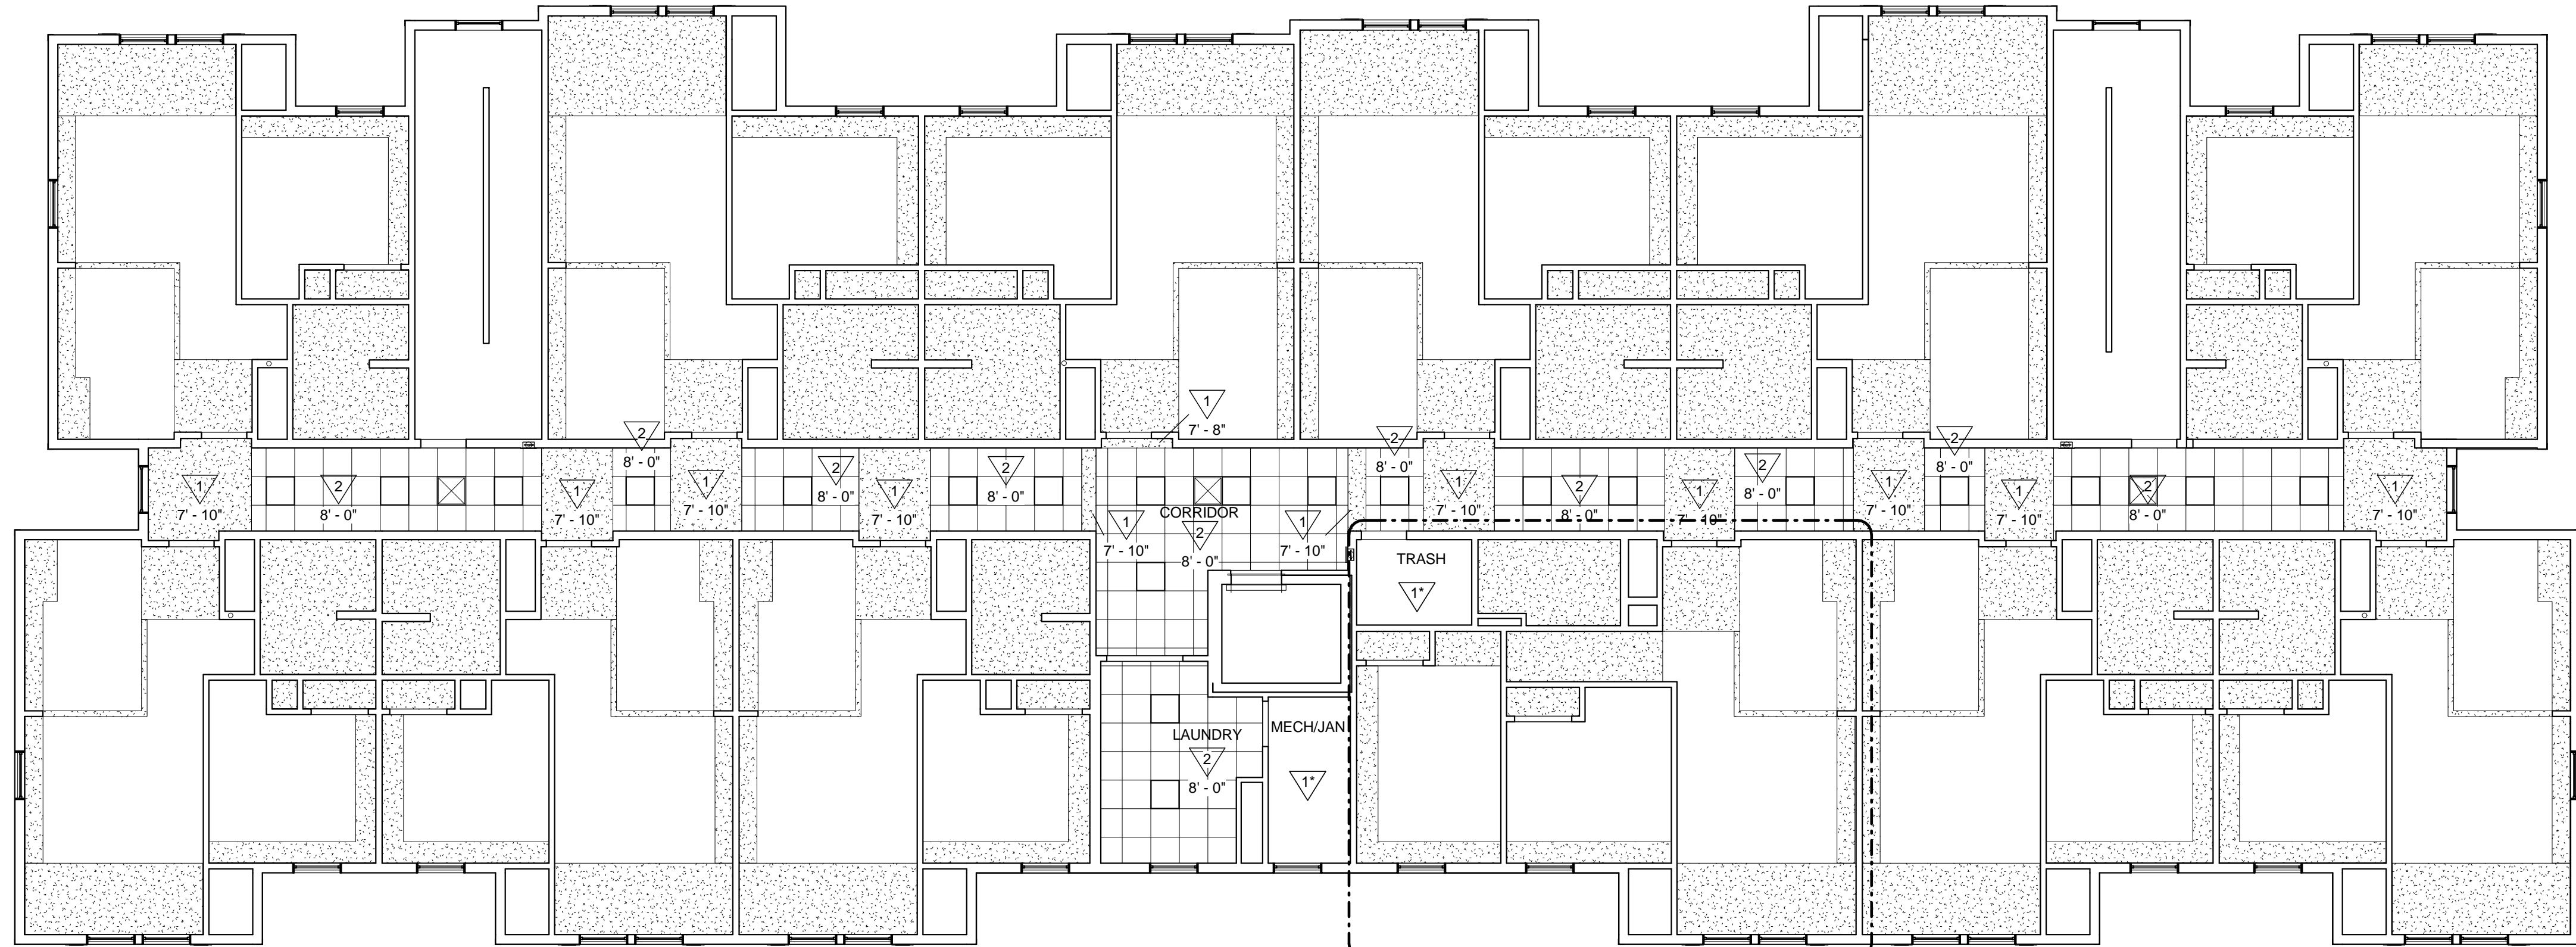 1
7' - 8"
2
8' - 0"
2
8' - 0"
2
8' - 0"
1
7' - 10"
2
8' - 0"
1
7' - 10"
1
7' - 10"
2
8' - 0"
1
7' - 10"
2
8' - 0"
1
7' - 10"
CORRIDOR
2
8' - 0"
1
7' - 10"
1
7' - 10"
2
8' - 0"
1
7' - 10"
2
8' - 0"
1
7' - 10"
1
7' - 10"
2
8' - 0"
1
7' - 10"
TRASH
1*
LAUNDRY
2
8' - 0"
MECH/JAN
1*